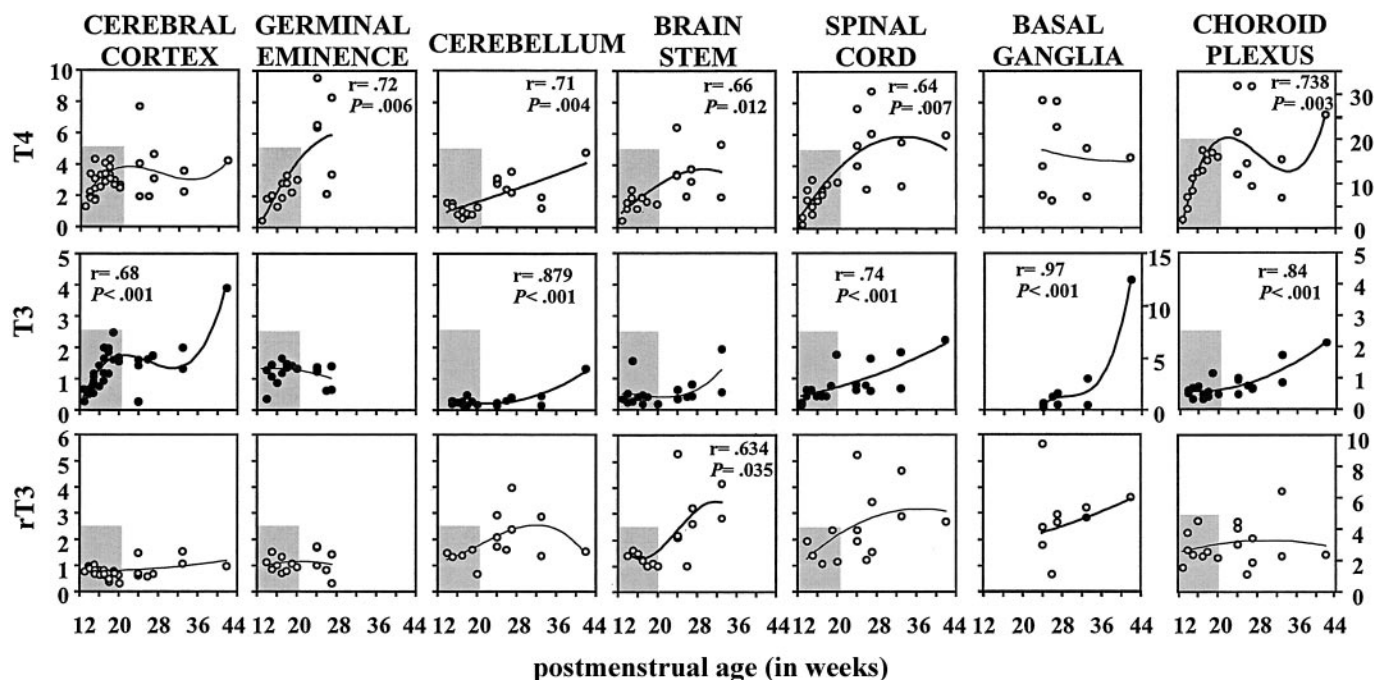 CEREBRAL CORTEX
GERMINAL EMINENCE
CEREBELLUM
BRAIN STEM
SPINAL CORD
BASAL GANGLIA
CHOROID PLEXUS
T4
10
8
6
4
2
0
r= .72
P= .006
r= .71
P= .004
r= .66
P= .012
r= .64
P= .007
r= .738
P= .003
30
20
10
0
T3
5
4
3
2
1
0
r= .68
P< .001
r= .879
P< .001
r= .74
P< .001
r= .97
P< .001
15
10
5
0
r= .84
P< .001
5
4
3
2
1
0
rT3
6
5
4
3
2
1
0
r= .634
P= .035
10
8
6
4
2
0
12 20 28 36 44
12 20 28 36 44
12 20 28 36 44
12 20 28 36 44
12 20 28 36 44
12 20 28 36 44
12 20 28 36 44
postmenstrual age (in weeks)